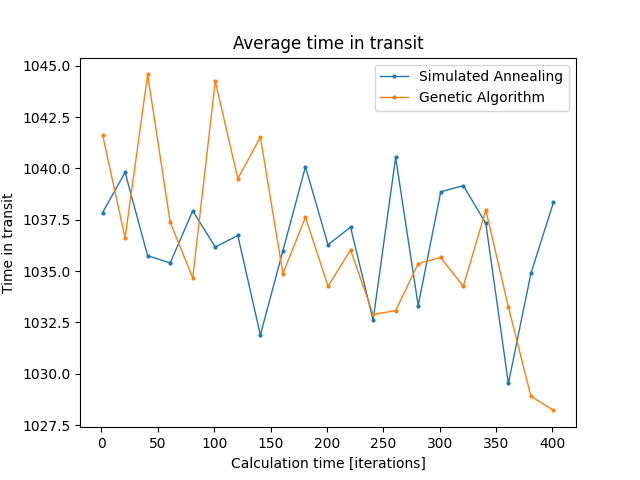 Average time in transit
Simulated Annealing
Genetic Algorithm
Time in transit
1045.0
1042.5
1040.0
1037.5
1035.0
1032.5
1030.0
1027.5
0 50 100 150 200 250 300 350 400
Calculation time [iterations]